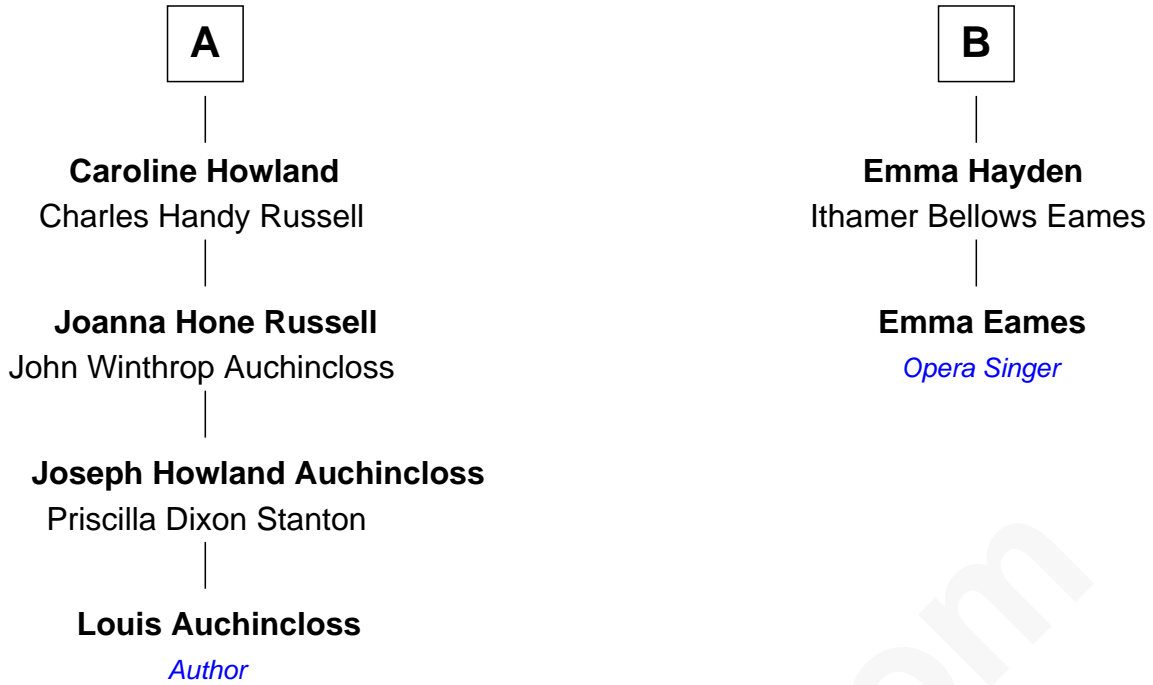 A
Caroline Howland
Charles Handy Russell
Joanna Hone Russell
John Winthrop Auchincloss
Joseph Howland Auchincloss
Priscilla Dixon Stanton
Louis Auchincloss
Author
B
Emma Hayden
Ithamer Bellows Eames
Emma Eames
Opera Singer
om